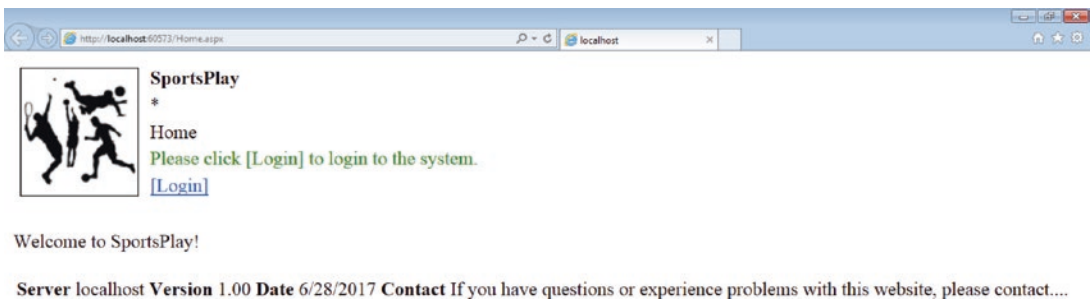 http://localhost:60573/Home.aspx
localhost
SportsPlay
*
Home
Please click [Login] to login to the system.
[Login]
Welcome to SportsPlay!
Server localhost Version 1.00 Date 6/28/2017 Contact If you have questions or experience problems with this website, please contact....